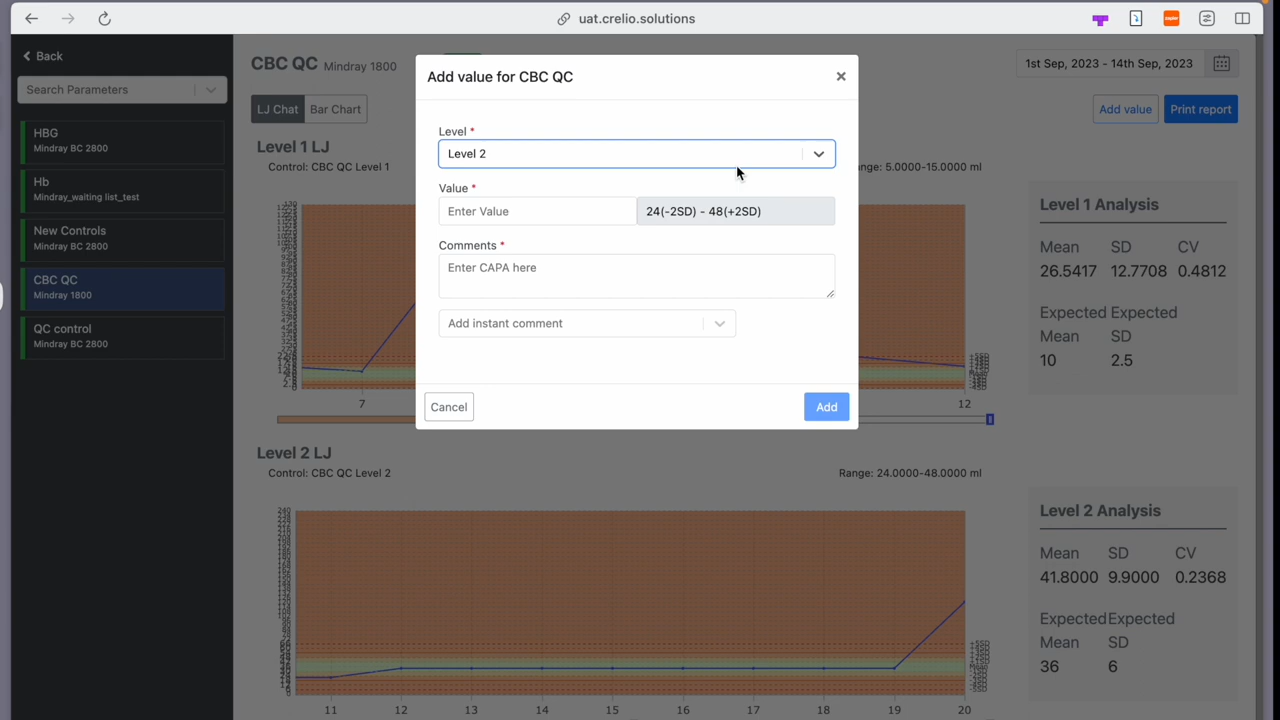 uat.crelio.solutions
Back
Search Parameters
HBG
Mindray BC 2800
Hb
Mindray_waiting list_test
New Controls
Mindray BC 2800
CBC QC
Mindray 1800
QC control
Mindray BC 2800
CBC QC Mindray 1800
1st Sep, 2023 - 14th Sep, 2023
LJ Chat Bar Chart
Add value Print report
Level 1 LJ
Control: CBC QC Level 1
nge: 5.0000-15.0000 ml
7 12
Level 1 Analysis
Mean SD CV
26.5417 12.7708 0.4812
Expected Expected
Mean SD
10 2.5
Add value for CBC QC
Level *
Level 2
Value *
Enter Value 24(-2SD) - 48(+2SD)
Comments *
Enter CAPA here
Add instant comment
Cancel Add
Level 2 LJ
Control: CBC QC Level 2
Range: 24.0000-48.0000 ml
240
11 12 13 14 15 16 17 18 19 20
Level 2 Analysis
Mean SD CV
41.8000 9.9000 0.2368
Expected Expected
Mean SD
36 6